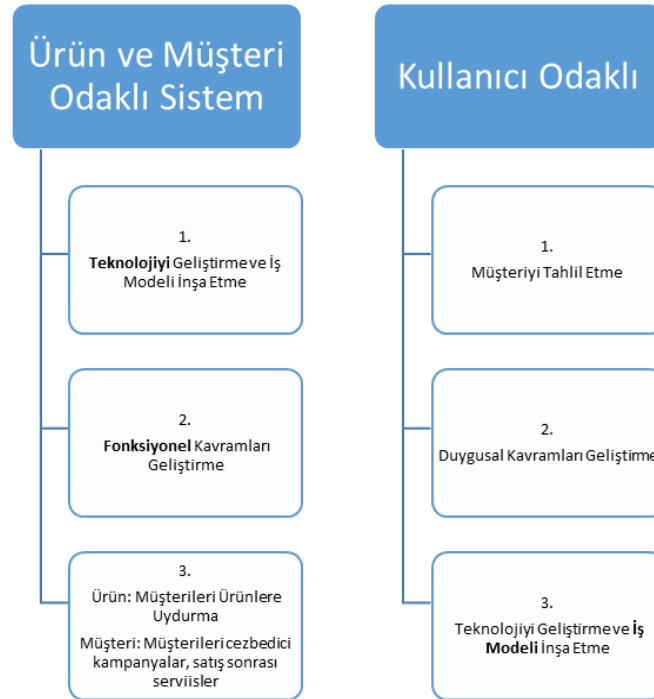 Ürün ve Müşteri
Odaklı Sistem
1.
Teknolojiyi Geliştirme ve İş
Modeli İnşa Etme
2.
Fonksiyonel Kavramları
Geliştirme
3.
Ürün: Müşterileri Ürünlere
Uydurma
Müşteri: Müşterileri cezbedici
kampanyalar, satış sonrası
serviisler
Kullanıcı Odaklı
1.
Müşteriyi Tahlil Etme
2.
Duygusal Kavramları Geliştirme
3.
Teknolojiyi Geliştirme ve İş
Modeli İnşa Etme